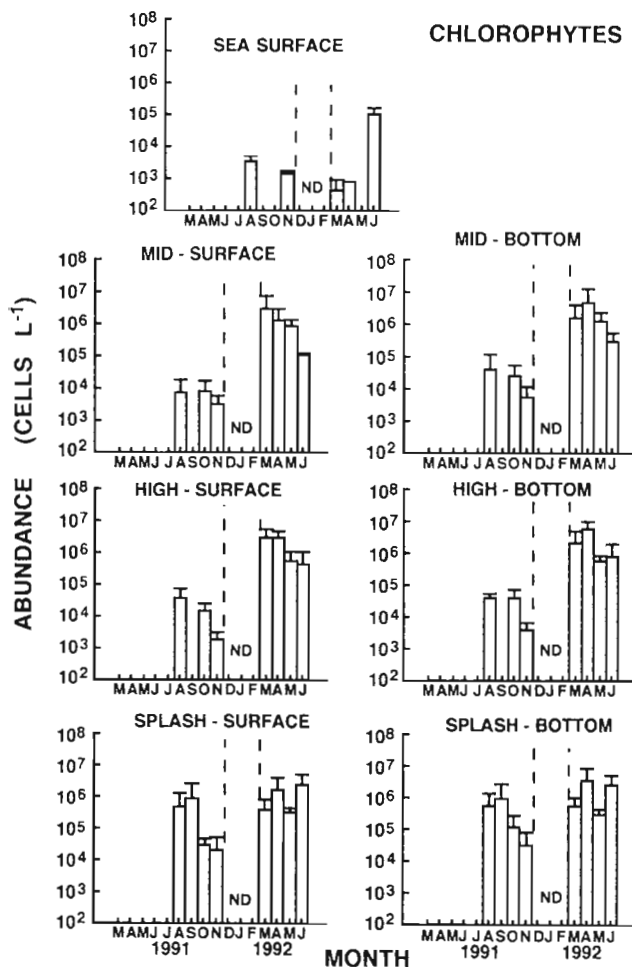 CHLOROPHYTES
SEA SURFACE
10⁸
10⁷
10⁶
10⁵
10⁴
10³
10²
ND
MAMJ JASONDJ FMAMJ
MID - SURFACE
10⁸
10⁷
10⁶
10⁵
10⁴
10³
10²
ND
MAMJ JASONDJ FMAMJ
MID - BOTTOM
10⁸
10⁷
10⁶
10⁵
10⁴
10³
10²
ND
MAMJ JASONDJ FMAMJ
HIGH - SURFACE
10⁸
10⁷
10⁶
10⁵
10⁴
10³
10²
ND
MAMJ JASONDJ FMAMJ
HIGH - BOTTOM
10⁸
10⁷
10⁶
10⁵
10⁴
10³
10²
ND
MAMJ JASONDJ FMAMJ
SPLASH - SURFACE
10⁸
10⁷
10⁶
10⁵
10⁴
10³
10²
ND
MAMJ JASONDJ FMAMJ
1991 1992
SPLASH - BOTTOM
10⁸
10⁷
10⁶
10⁵
10⁴
10³
10²
ND
MAMJ JASONDJ FMAMJ
1991 1992
ABUNDANCE (CELLS L⁻¹)
MONTH